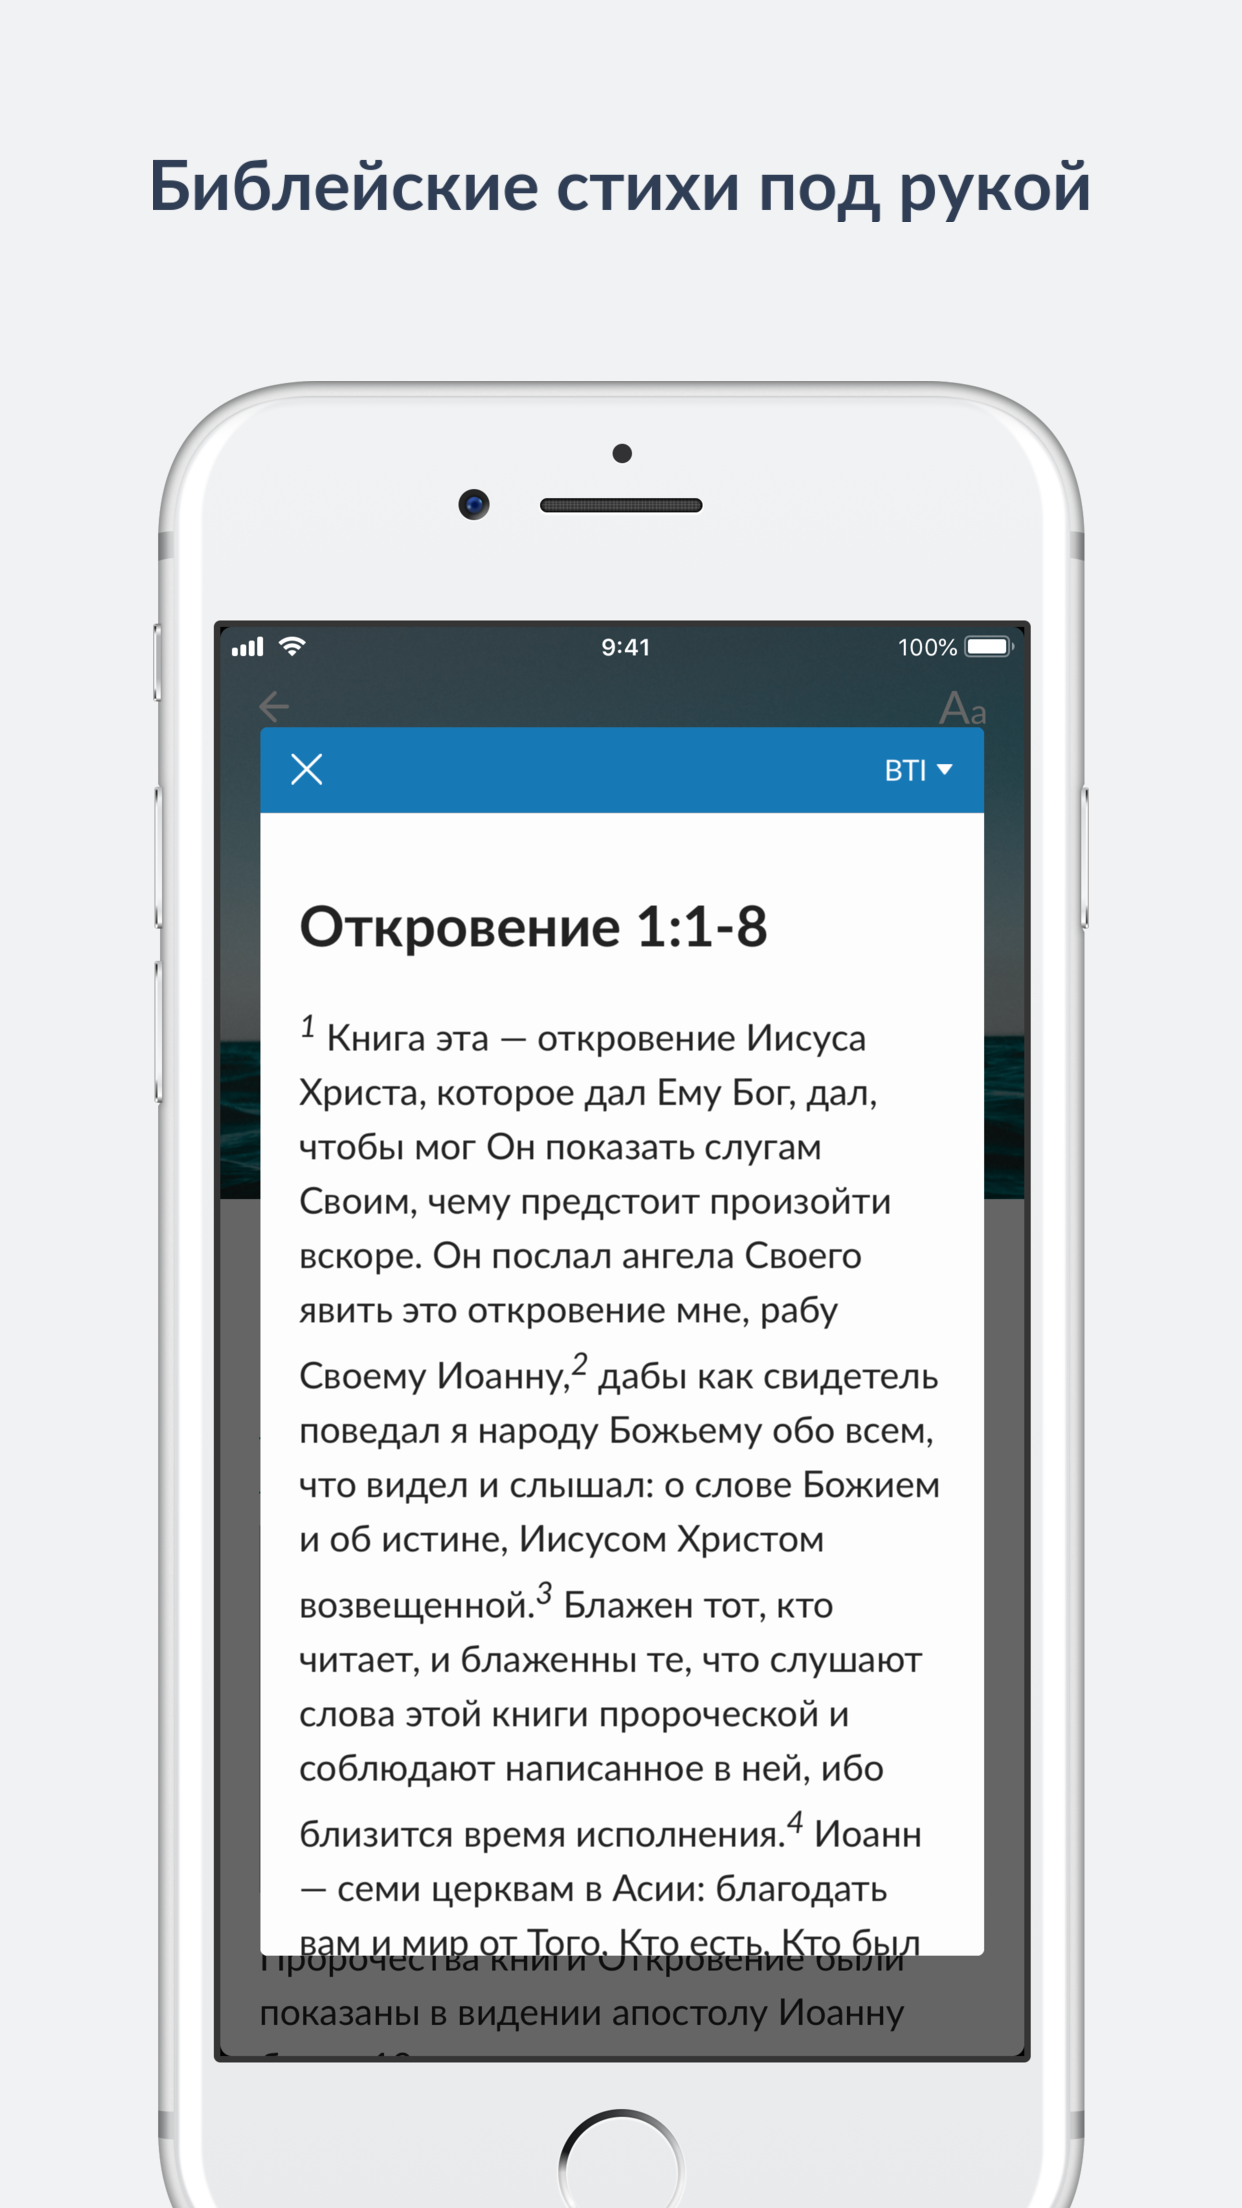 Библейские стихи под рукой
9:41
100%
Aa
BTI
Откровение 1:1-8
1 Книга эта — откровение Иисуса
Христа, которое дал Ему Бог, дал,
чтобы мог Он показать слугам
Своим, чему предстоит произойти
вскоре. Он послал ангела Своего
явить это откровение мне, рабу
Своему Иоанну,2 дабы как свидетель
поведал я народу Божьему обо всем,
что видел и слышал: о слове Божием
и об истине, Иисусом Христом
возвещенной.3 Блажен тот, кто
читает, и блаженны те, что слушают
слова этой книги пророческой и
соблюдают написанное в ней, ибо
близится время исполнения.4 Иоанн
— семи церквам в Асии: благодать
вам и мир от Того, Кто есть, Кто был
Пророчества книги Откровение были
показаны в видении апостолу Иоанну